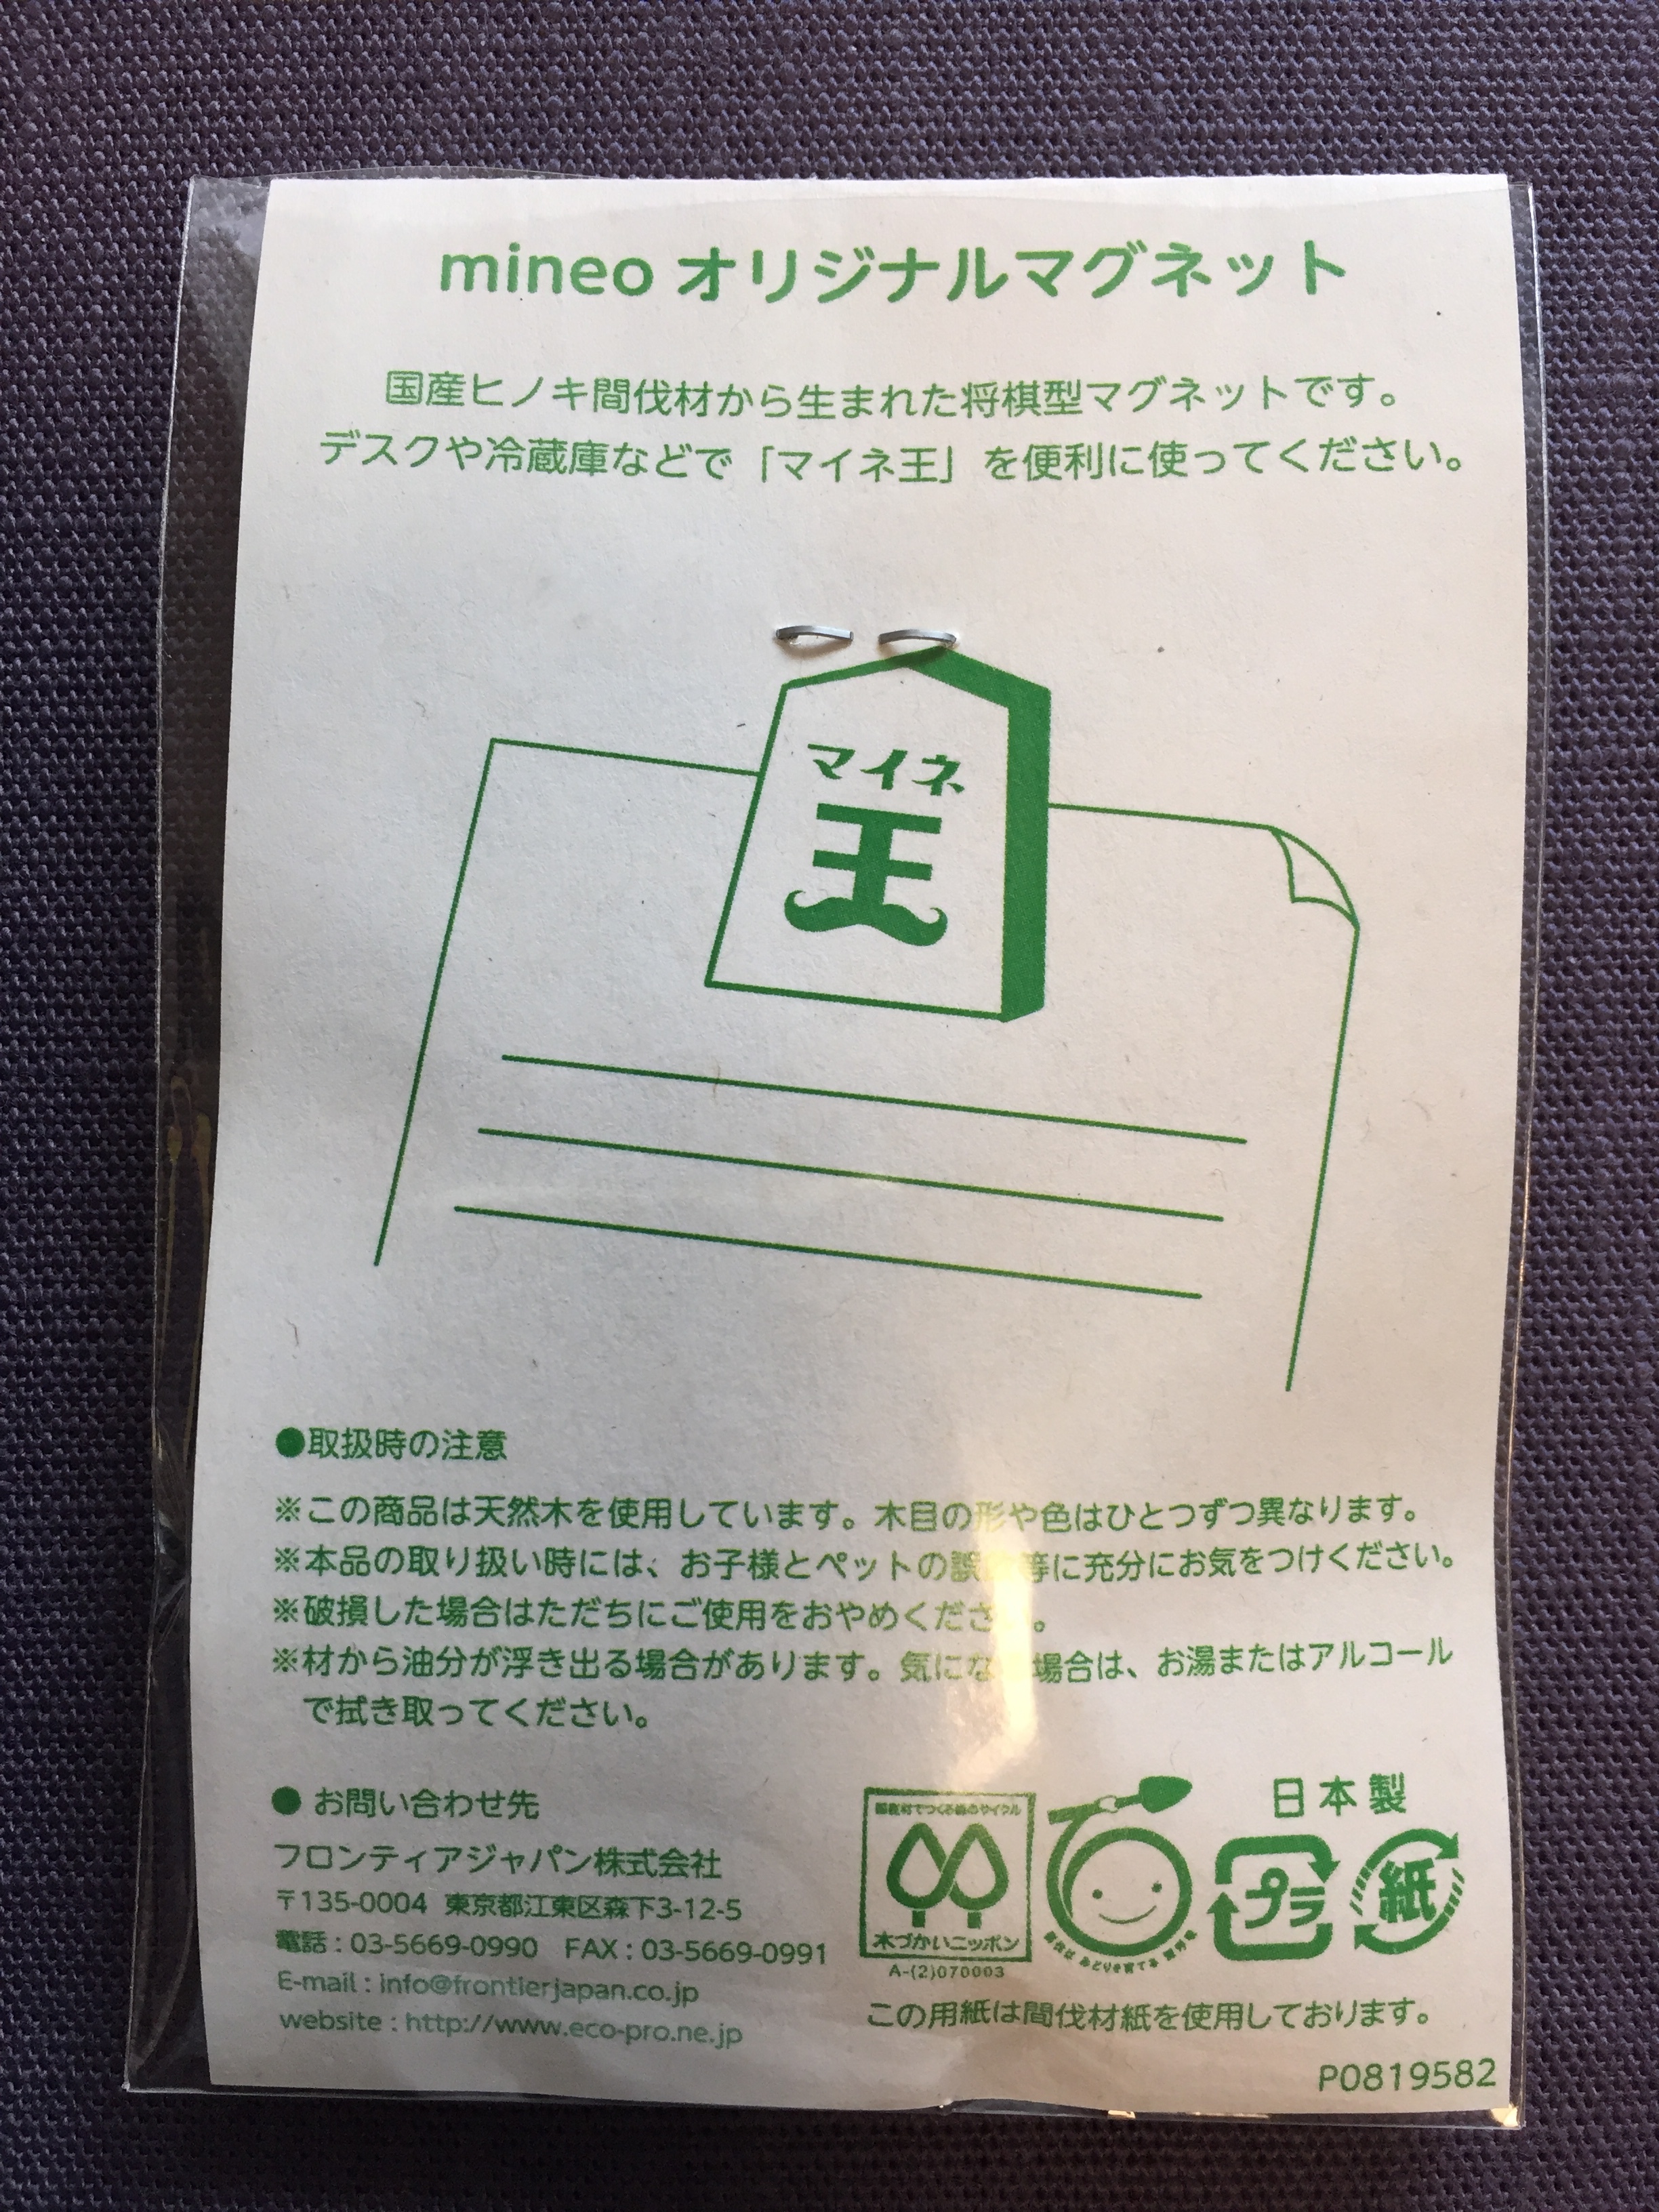 mineo オリジナルマグネット
国産ヒノキ間伐材から生まれた将棋型マグネットです。
デスクや冷蔵庫などで「マイネ王」を便利に使ってください。
マイネ
王
●取扱時の注意
※この商品は天然木を使用しています。木目の形や色はひとつずつ異なります。
※本品の取り扱い時には、お子様とペットの誤 等に充分にお気をつけください。
※破損した場合はただちにご使用をおやめくださ 。
※材から油分が浮き出る場合があります。気にな 場合は、お湯またはアルコール
で拭き取ってください。
● お問い合わせ先
フロンティアジャパン株式会社
〒135-0004 東京都江東区森下3-12-5
電話 : 03-5669-0990 FAX : 03-5669-0991
E-mail : info@frontierjapan.co.jp
website : http://www.eco-pro.ne.jp
日本製
木づかいニッポン
A-(2)070003
プラ
紙
この用紙は間伐材紙を使用しております。
P0819582